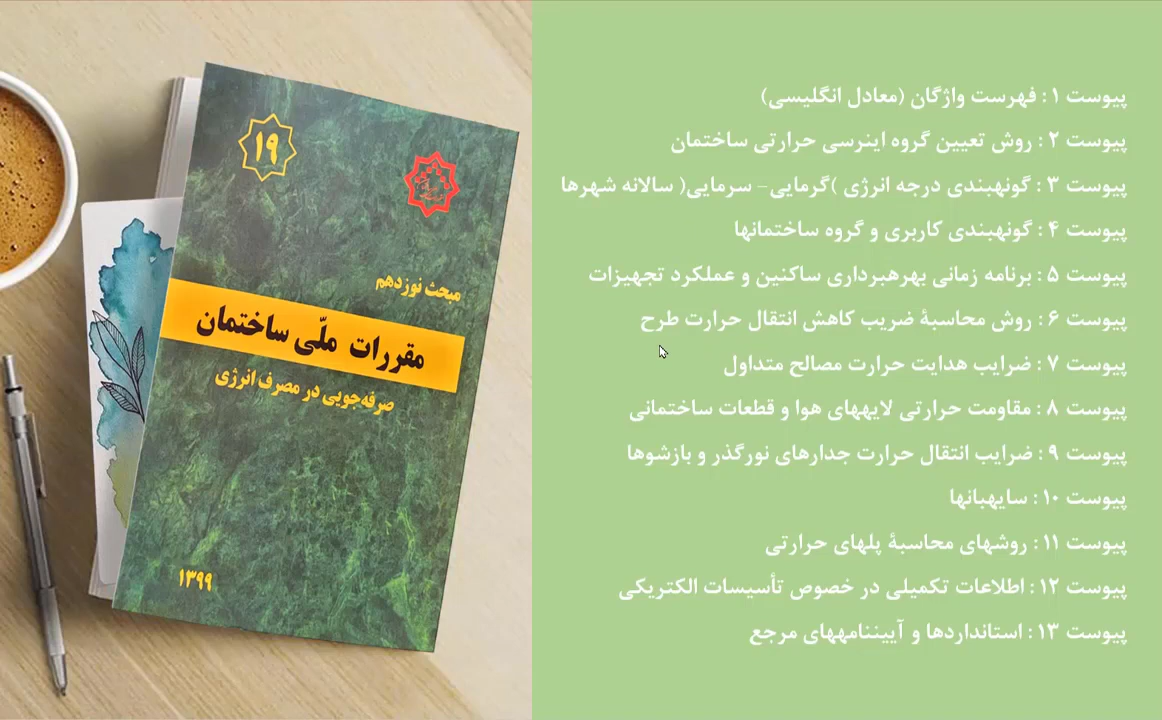 پیوست ۱ : فهرست واژگان (معادل انگلیسی)
پیوست ۲ : روش تعیین گروه اینرسی حرارتی ساختمان
پیوست ۳ : گونهبندی درجه انرژی )گرمایی- سرمایی( سالانه شهرها
پیوست ۴ : گونهبندی کاربری و گروه ساختمانها
پیوست ۵ : برنامه زمانی بهرهبرداری ساکنین و عملکرد تجهیزات
پیوست ۶ : روش محاسبۀ ضریب کاهش انتقال حرارت طرح
پیوست ۷ : ضرایب هدایت حرارت مصالح متداول
پیوست ۸ : مقاومت حرارتی لایههای هوا و قطعات ساختمانی
پیوست ۹ : ضرایب انتقال حرارت جدارهای نورگذر و بازشوها
پیوست ۱۰ : سایهبانها
پیوست ۱۱ : روشهای محاسبۀ پلهای حرارتی
پیوست ۱۲ : اطلاعات تکمیلی در خصوص تأسیسات الکتریکی
پیوست ۱۳ : استانداردها و آییننامههای مرجع
۱۹
مبحث نوزدهم
مقررات ملّی ساختمان
صرفه‌جویی در مصرف انرژی
۱۳۹۹